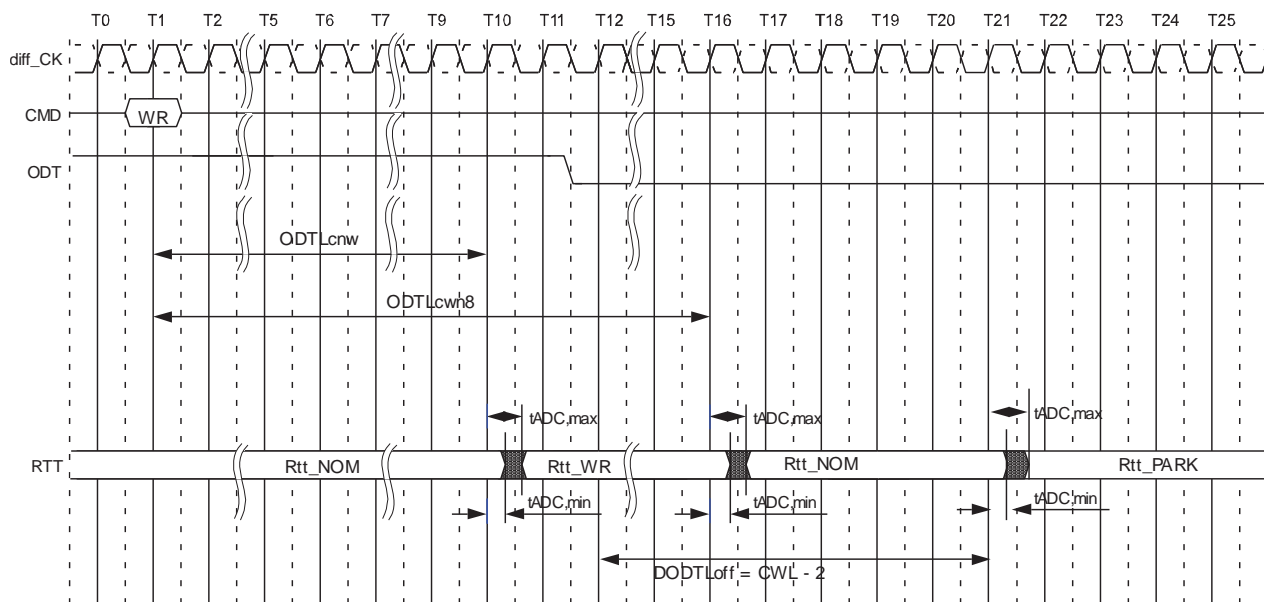 T0 T1 T2 T5 T6 T7 T9 T10 T11 T12 T15 T16 T17 T18 T19 T20 T21 T22 T23 T24 T25
diff_CK
CMD WR
ODT
ODTLcnw
ODTLcwn8
tADC,max tADC,max tADC,max
RTT Rtt_NOM Rtt_WR Rtt_NOM Rtt_PARK
tADC,min tADC,min tADC,min
DODTLoff = CWL - 2